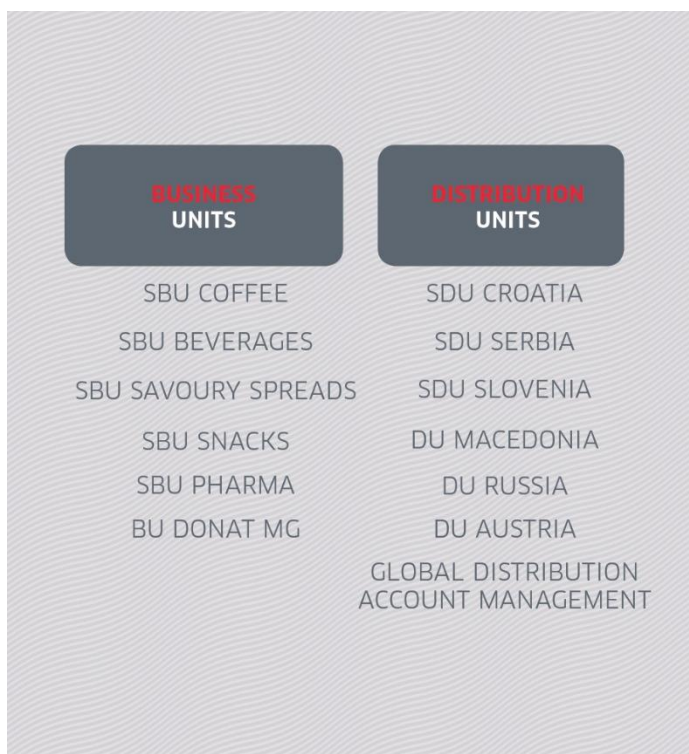 BUSINESS
UNITS
SBU COFFEE
SBU BEVERAGES
SBU SAVOURY SPREADS
SBU SNACKS
SBU PHARMA
BU DONAT MG
DISTRIBUTION
UNITS
SDU CROATIA
SDU SERBIA
SDU SLOVENIA
DU MACEDONIA
DU RUSSIA
DU AUSTRIA
GLOBAL DISTRIBUTION
ACCOUNT MANAGEMENT